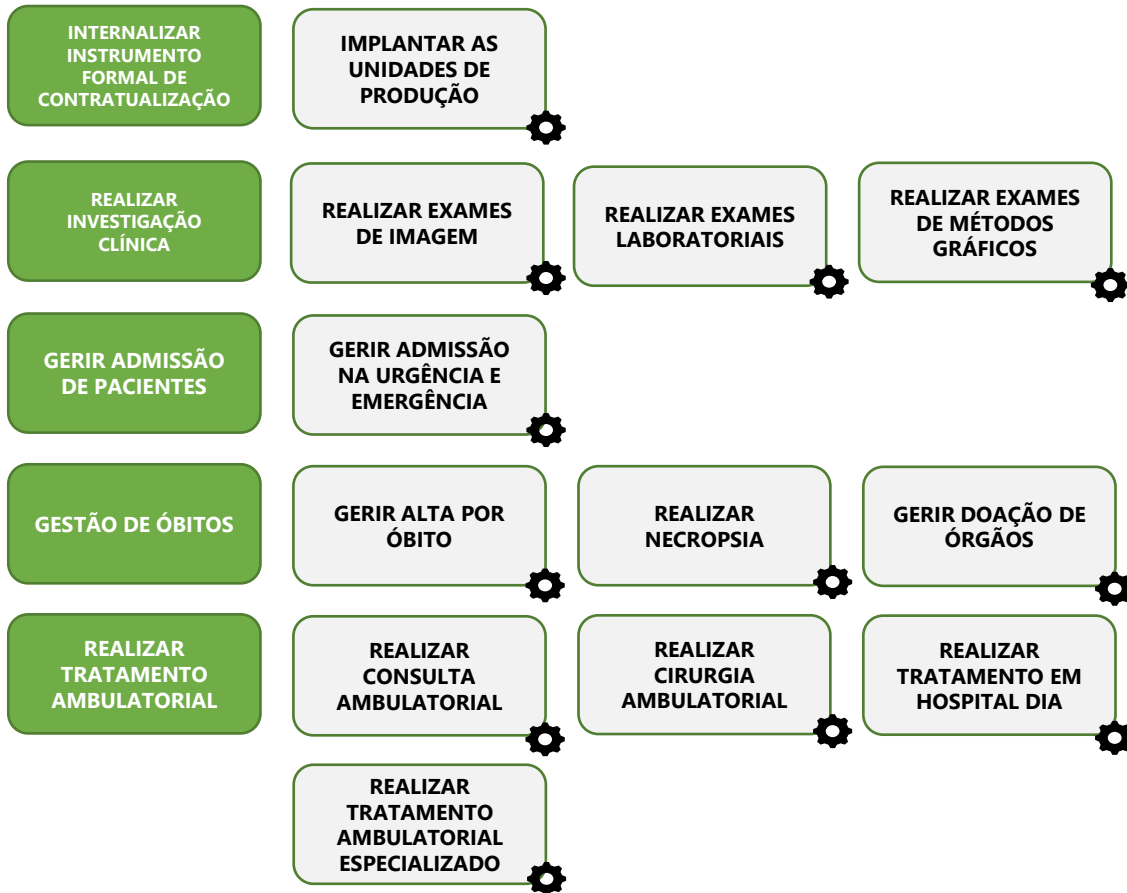 INTERNALIZAR
INSTRUMENTO
FORMAL DE
CONTRATUALIZAÇÃO
IMPLANTAR AS
UNIDADES DE
PRODUÇÃO
REALIZAR
INVESTIGAÇÃO
CLÍNICA
REALIZAR EXAMES
DE IMAGEM
REALIZAR EXAMES
LABORATORIAIS
REALIZAR EXAMES
DE MÉTODOS
GRÁFICOS
GERIR ADMISSÃO
DE PACIENTES
GERIR ADMISSÃO
NA URGÊNCIA E
EMERGÊNCIA
GESTÃO DE ÓBITOS
GERIR ALTA POR
ÓBITO
REALIZAR
NECROPSIA
GERIR DOAÇÃO DE
ÓRGÃOS
REALIZAR
TRATAMENTO
AMBULATORIAL
REALIZAR
CONSULTA
AMBULATORIAL
REALIZAR
CIRURGIA
AMBULATORIAL
REALIZAR
TRATAMENTO EM
HOSPITAL DIA
REALIZAR
TRATAMENTO
AMBULATORIAL
ESPECIALIZADO